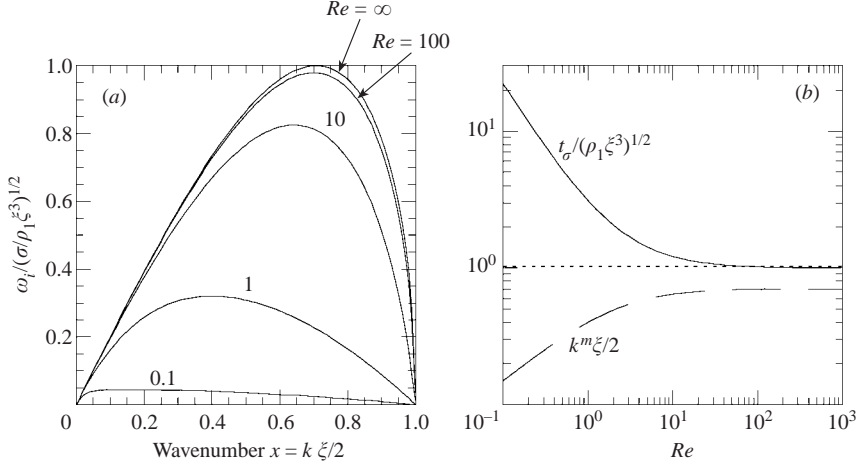 Re = ∞
Re = 100
(a)
10
1
0.1
1.0
0.8
0.6
0.4
0.2
0
0.2
0.4
0.6
0.8
1.0
ω_i/(σ/ρ_1ξ^3)^{1/2}
Wavenumber x = k ξ/2
(b)
t_σ/(ρ_1ξ^3)^{1/2}
k^mξ/2
10^1
10^0
10^{-1}
10^0
10^1
10^2
10^3
Re